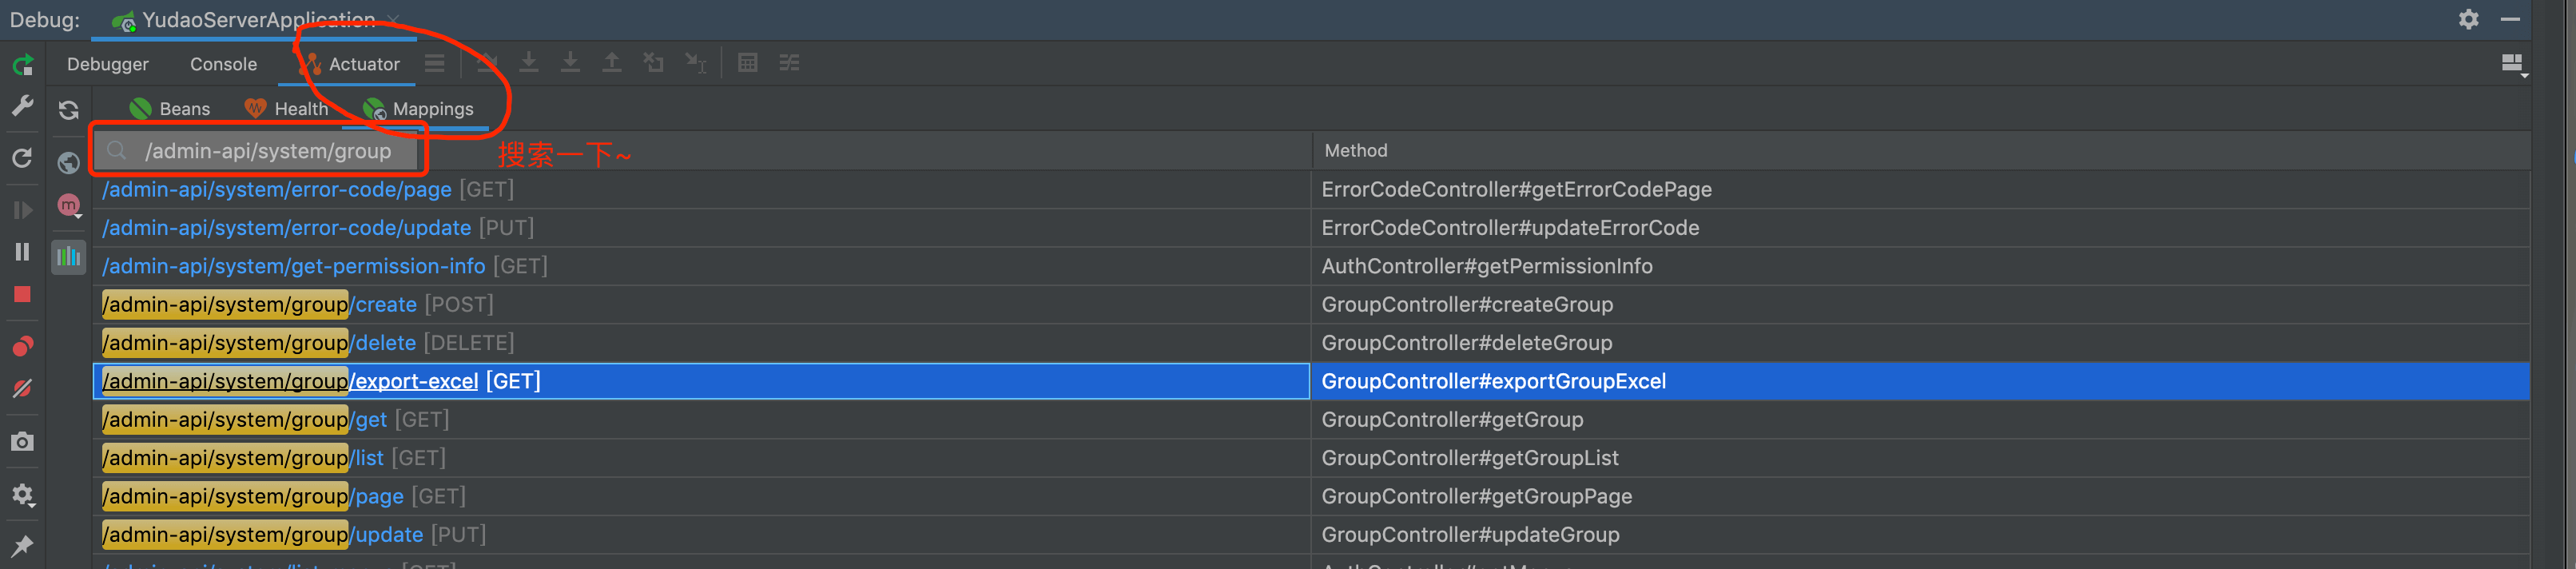 Debug: YudaoServerApplication
Debugger Console Actuator
Beans Health Mappings
/admin-api/system/group 搜索一下~ Method
/admin-api/system/error-code/page [GET] ErrorCodeController#getErrorCodePage
/admin-api/system/error-code/update [PUT] ErrorCodeController#updateErrorCode
/admin-api/system/get-permission-info [GET] AuthController#getPermissionInfo
/admin-api/system/group/create [POST] GroupController#createGroup
/admin-api/system/group/delete [DELETE] GroupController#deleteGroup
/admin-api/system/group/export-excel [GET] GroupController#exportGroupExcel
/admin-api/system/group/get [GET] GroupController#getGroup
/admin-api/system/group/list [GET] GroupController#getGroupList
/admin-api/system/group/page [GET] GroupController#getGroupPage
/admin-api/system/group/update [PUT] GroupController#updateGroup